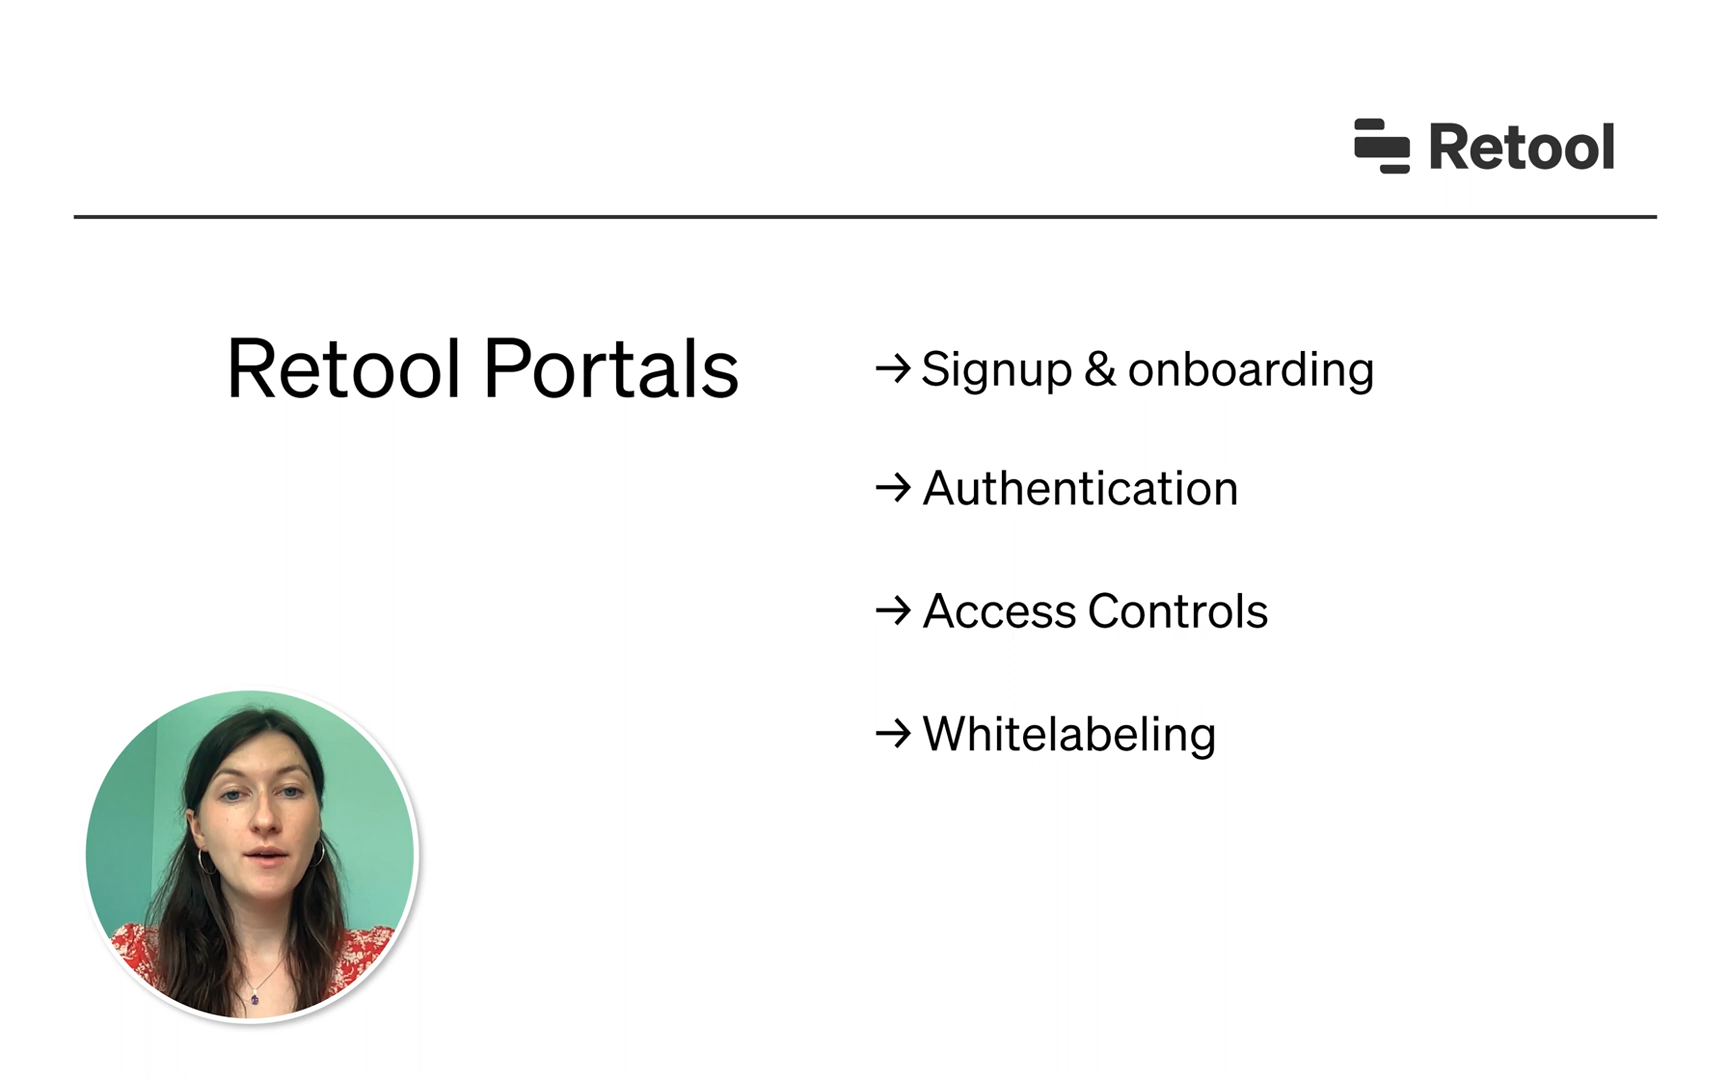 Retool
Retool Portals
→ Signup & onboarding
→ Authentication
→ Access Controls
→ Whitelabeling